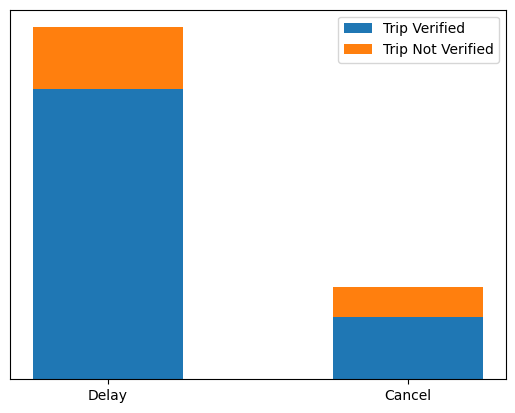 Trip Verified
Trip Not Verified
Delay
Cancel